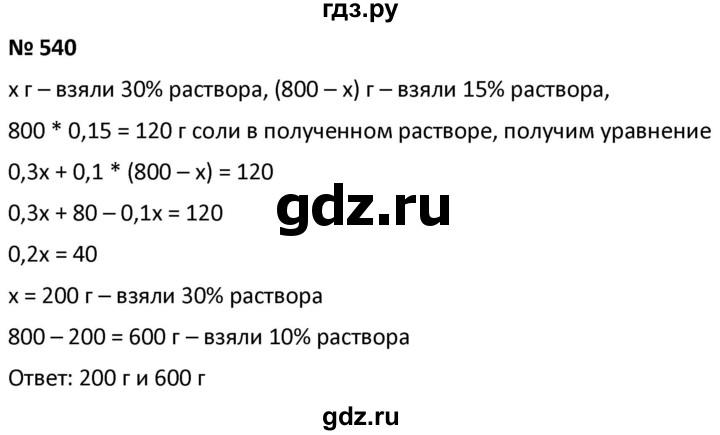 гдз.ру
№ 540
х г – взяли 30% раствора, (800 – х) г – взяли 15% раствора,
800 * 0,15 = 120 г соли в полученном растворе, получим уравнение
0,3х + 0,1 * (800 – х) = 120
0,3х + 80 – 0,1х = 120
gdz.ru
0,2х = 40
х = 200 г – взяли 30% раствора
800 – 200 = 600 г – взяли 10% раствора
Ответ: 200 г и 600 г
gdz.ru